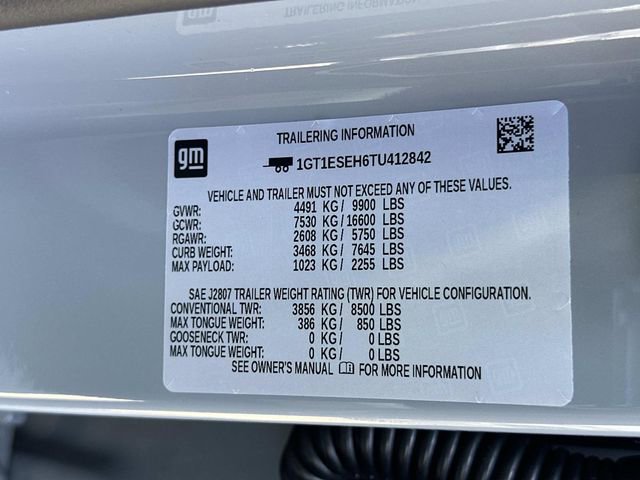 TRAILERING INFORMATION
gm
1GT1ESEH6TU412842
VEHICLE AND TRAILER MUST NOT EXCEED ANY OF THESE VALUES.
GVWR: 4491 KG/ 9900 LBS
GCWR: 7530 KG/ 16600 LBS
RGAWR: 2608 KG/ 5750 LBS
CURB WEIGHT: 3468 KG/ 7645 LBS
MAX PAYLOAD: 1023 KG/ 2255 LBS
SAE J2807 TRAILER WEIGHT RATING (TWR) FOR VEHICLE CONFIGURATION.
CONVENTIONAL TWR: 3856 KG/ 8500 LBS
MAX TONGUE WEIGHT: 386 KG/ 850 LBS
GOOSENECK TWR: 0 KG/ 0 LBS
MAX TONGUE WEIGHT: 0 KG/ 0 LBS
SEE OWNER'S MANUAL FOR MORE INFORMATION